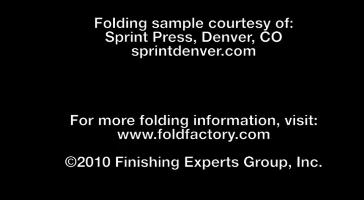 Folding sample courtesy of:
Sprint Press, Denver, CO
sprintdenver.com
For more folding information, visit:
www.foldfactory.com
©2010 Finishing Experts Group, Inc.